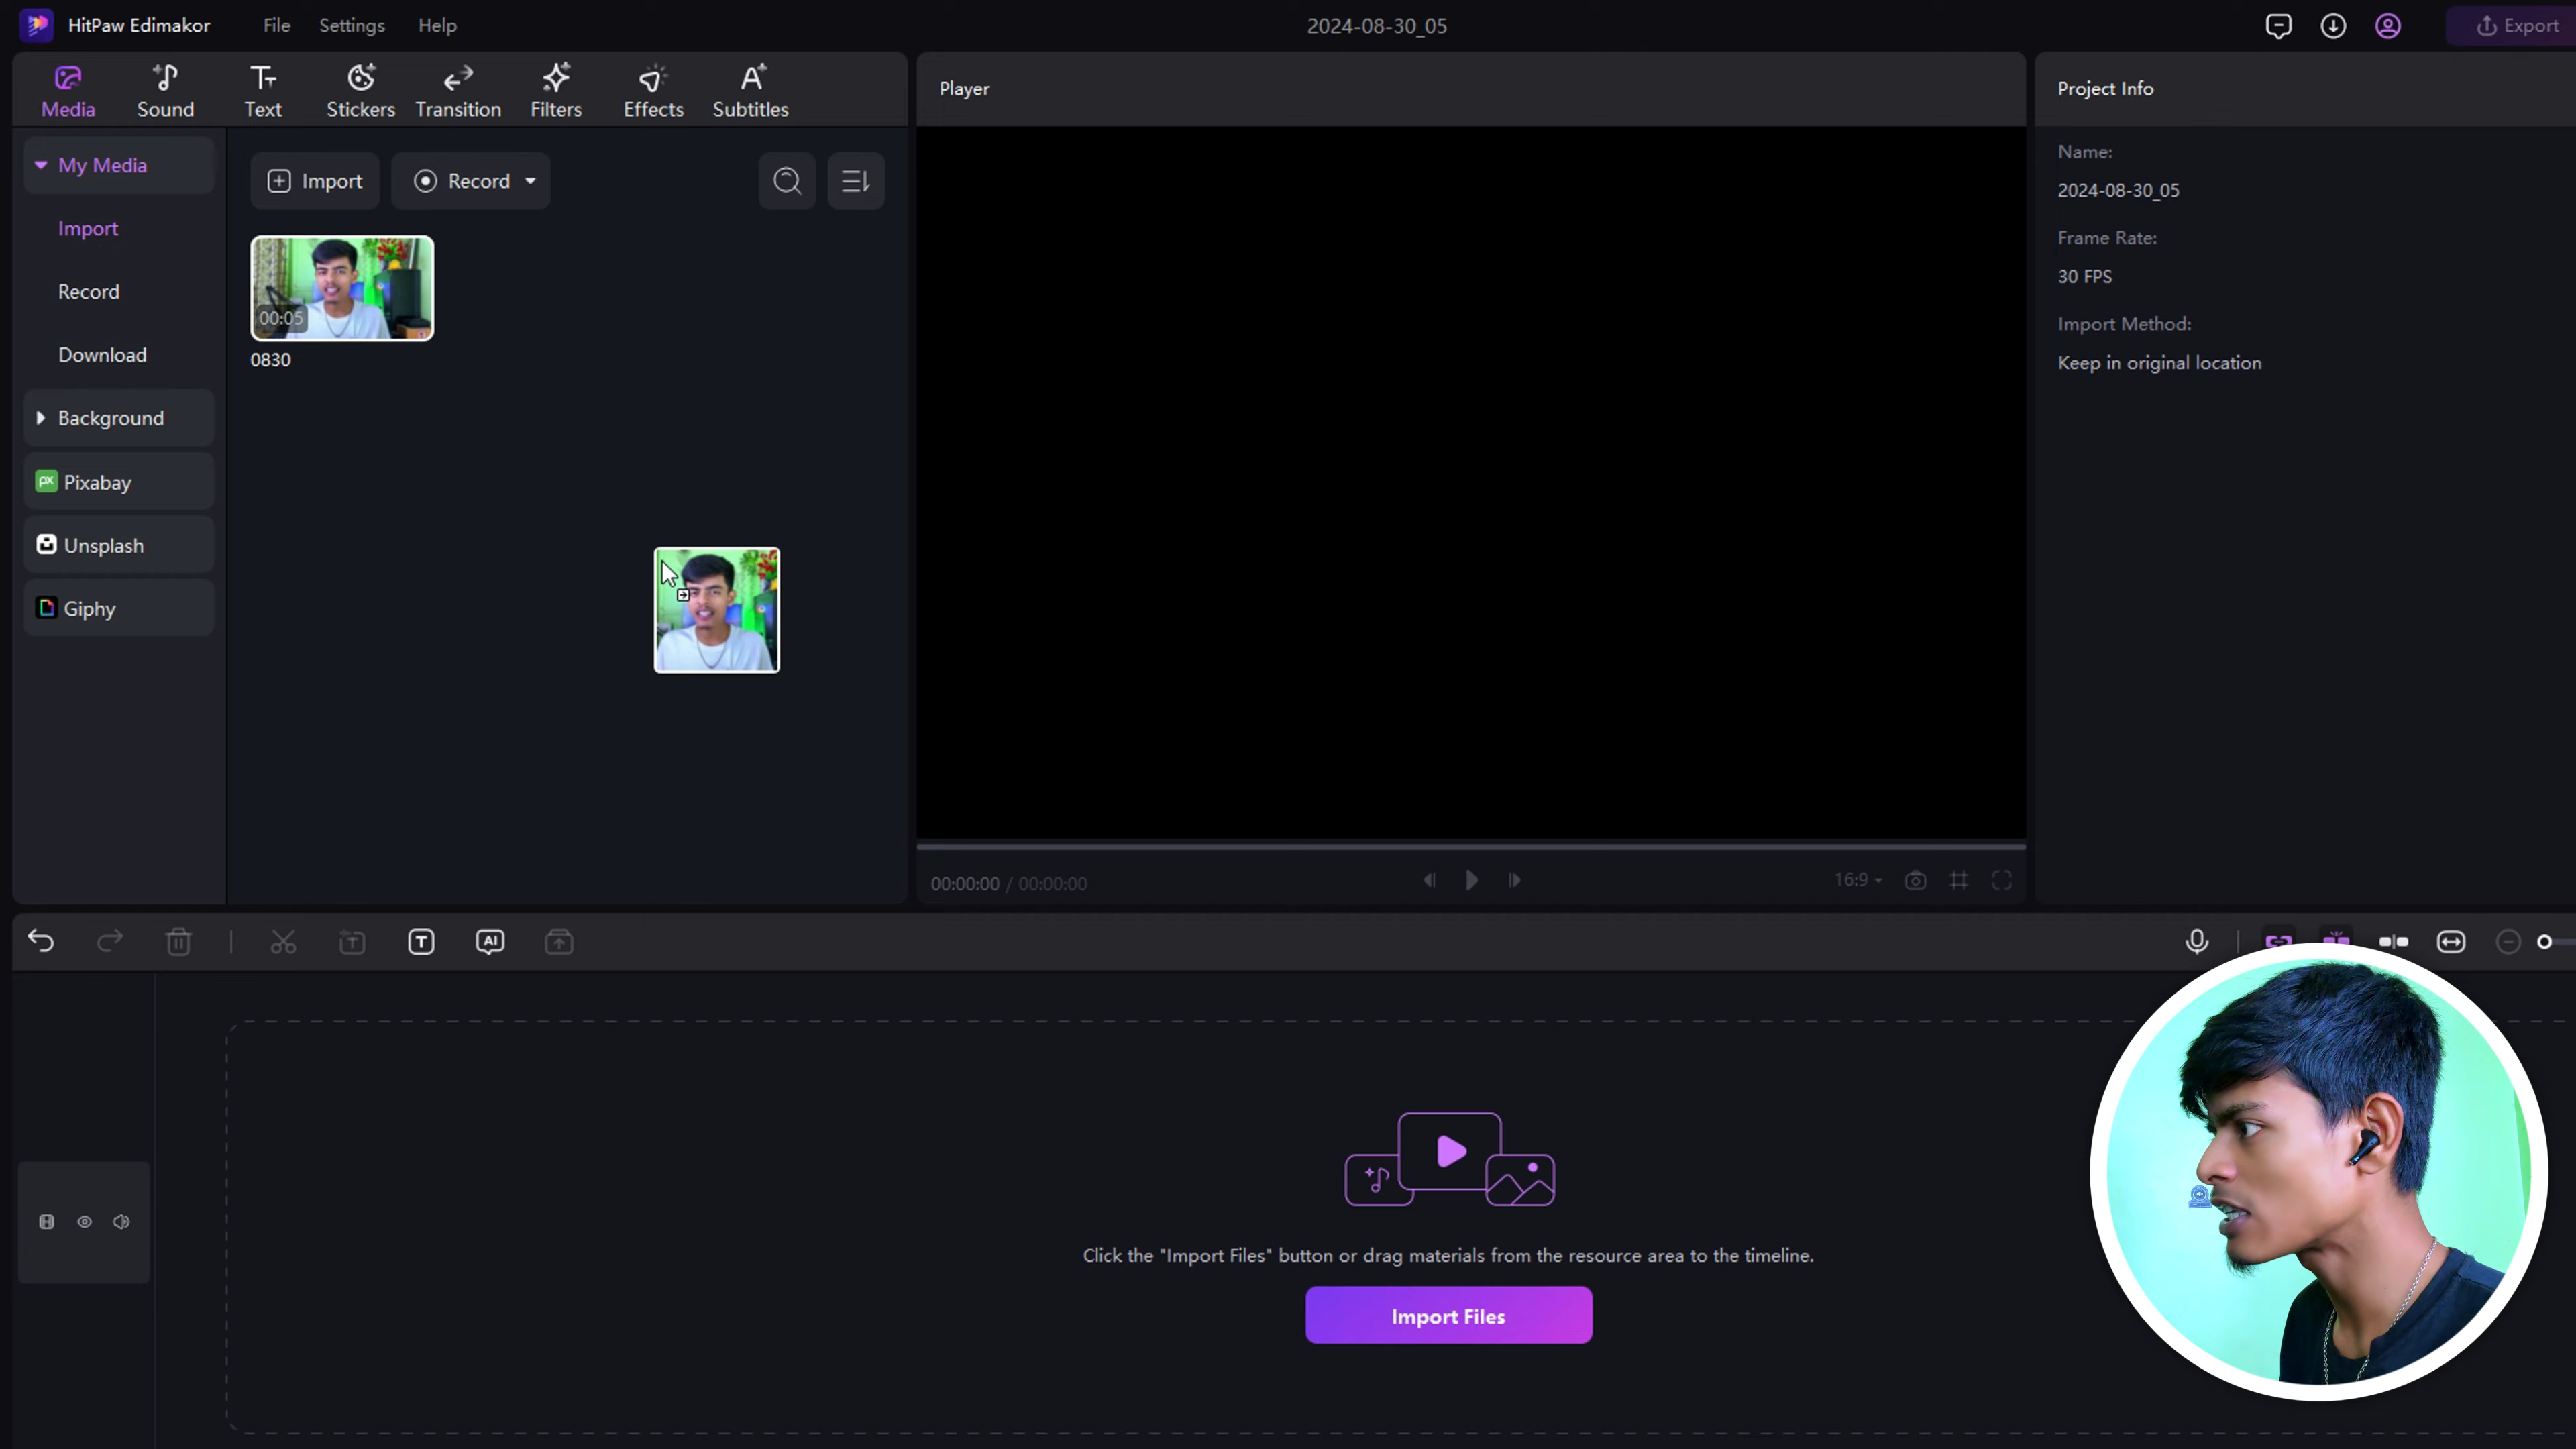 HitPaw Edimakor File Settings Help 2024-08-30_05 Export
Media Sound Text Stickers Transition Filters Effects Subtitles
Player
Project Info
My Media
Import
Record
Download
Background
Pixabay
Unsplash
Giphy
Import Record
00:05
0830
Name:
2024-08-30_05
Frame Rate:
30 FPS
Import Method:
Keep in original location
00:00:00 / 00:00:00
16:9
T AI
Click the "Import Files" button or drag materials from the resource area to the timeline.
Import Files